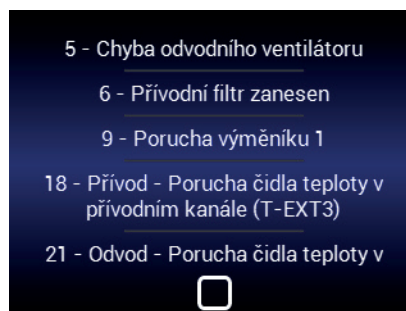 5 - Chyba odvodního ventilátoru
6 - Přívodní filtr zanesen
9 - Porucha výměníku 1
18 - Přívod - Porucha čidla teploty v
přívodním kanále (T-EXT3)
21 - Odvod - Porucha čidla teploty v